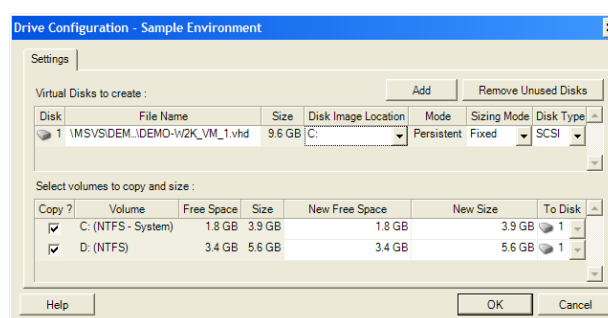 Drive Configuration - Sample Environment
Settings
Virtual Disks to create :
Add
Remove Unused Disks
Disk File Name Size Disk Image Location Mode Sizing Mode Disk Type
1 \MSVS\DEM..\DEMO-W2K_VM_1.vhd 9.6 GB C: Persistent Fixed SCSI
Select volumes to copy and size :
Copy ? Volume Free Space Size New Free Space New Size To Disk
C: (NTFS - System) 1.8 GB 3.9 GB 1.8 GB 3.9 GB 1
D: (NTFS) 3.4 GB 5.6 GB 3.4 GB 5.6 GB 1
Help OK Cancel